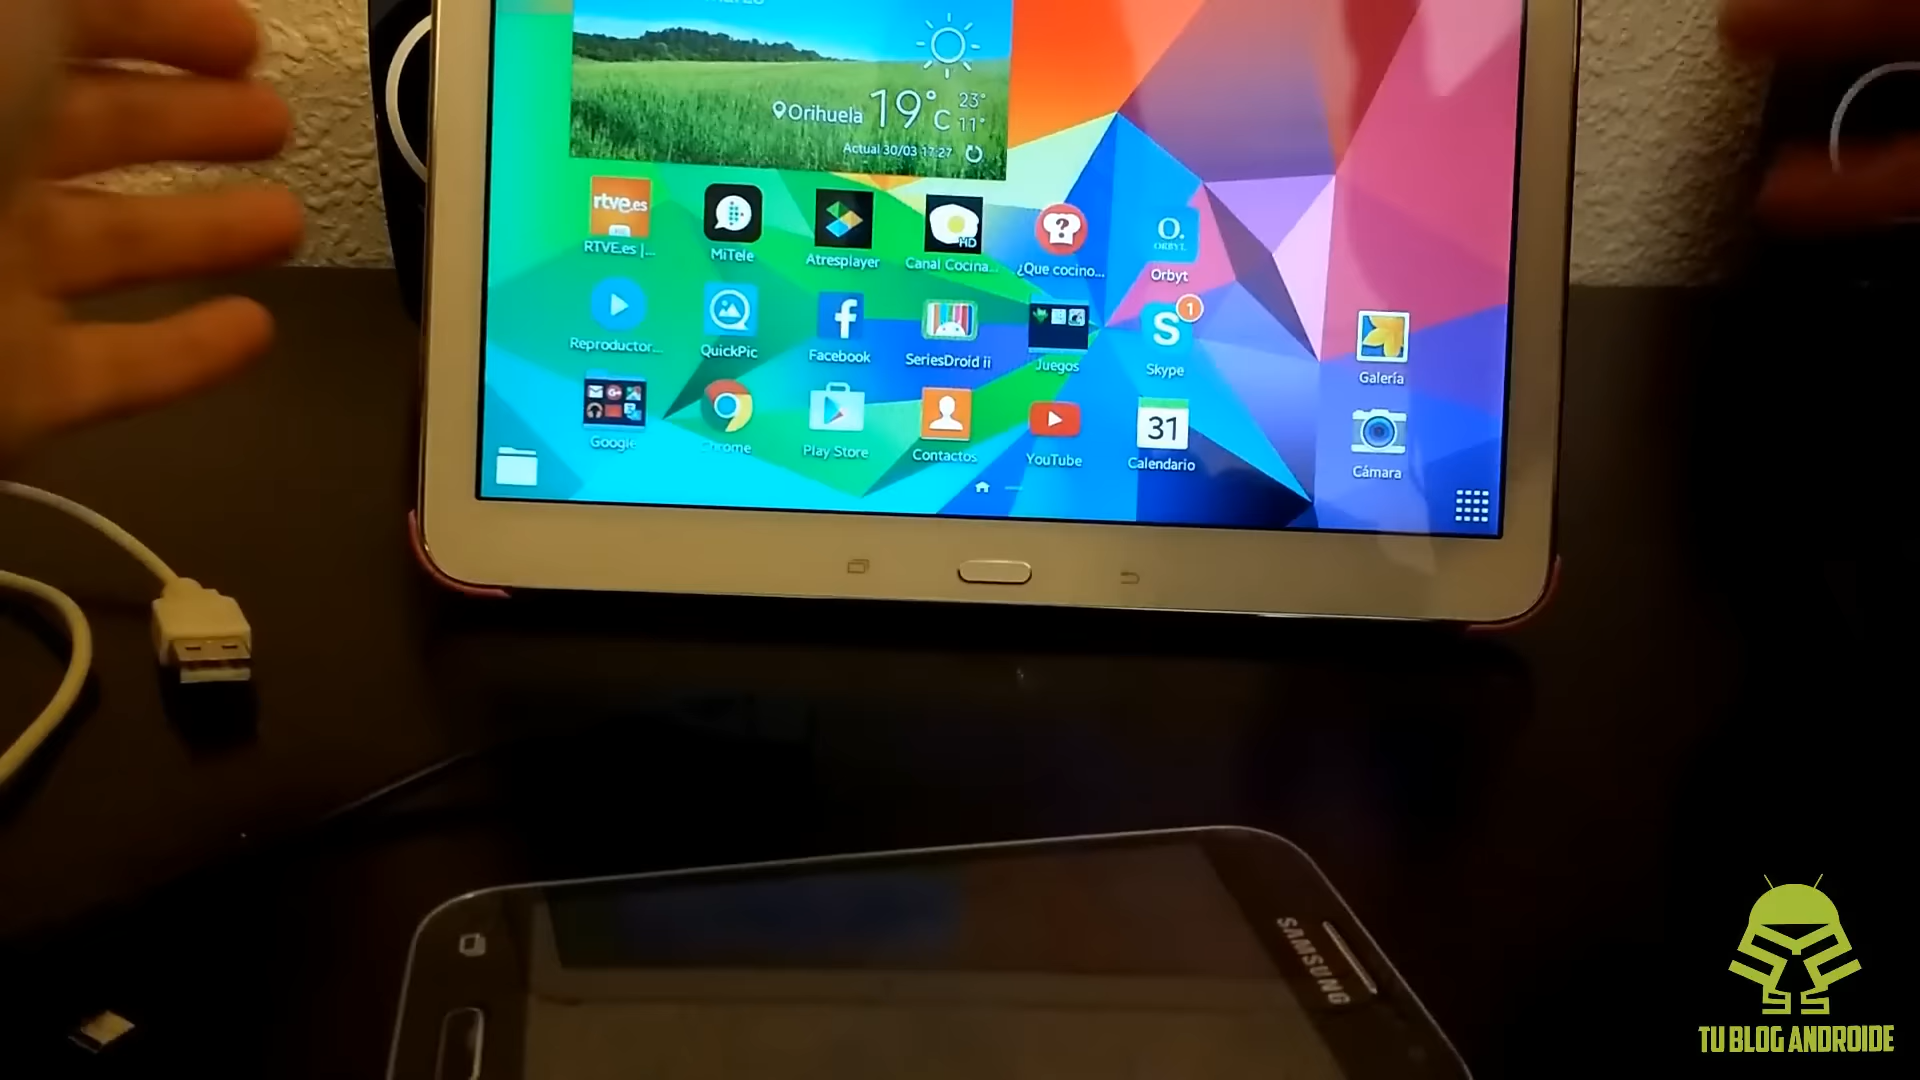 Orihuela 19°C 23° 11°
Actual 30/03 17:27
rtve.es
HD
?
O.
ORBYT
RTVE.es |...
MiTele
Atresplayer
Canal Cocina...
¿Que cocino...
Orbyt
f
S
1
Reproductor...
QuickPic
Facebook
SeriesDroid ii
Juegos
Skype
Galería
31
Google
Chrome
Play Store
Contactos
YouTube
Calendario
Cámara
SAMSUNG
TU BLOG ANDROIDE